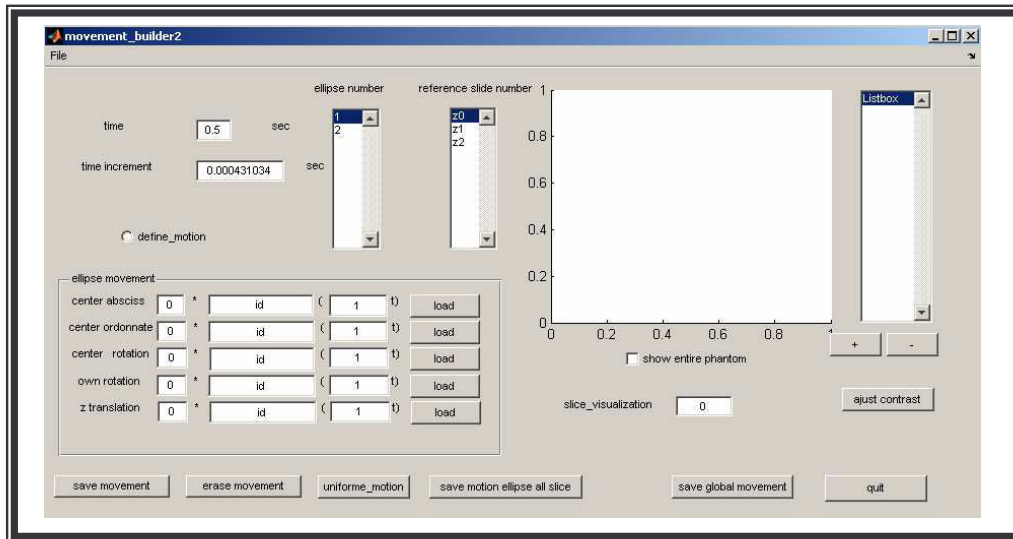 movement_builder2
File
ellipse number
reference slide number
time
0.5
sec
time increment
0.000431034
sec
1
2
z0
z1
z2
define_motion
1
0.8
0.6
0.4
0.2
0
0
0.2
0.4
0.6
0.8
1
Listbox
+
-
show entire phantom
slice_visualization
0
ajust contrast
ellipse movement
center absciss 0 * id ( 1 t) load
center ordonnate 0 * id ( 1 t) load
center rotation 0 * id ( 1 t) load
own rotation 0 * id ( 1 t) load
z translation 0 * id ( 1 t) load
save movement
erase movement
uniforme_motion
save motion ellipse all slice
save global movement
quit